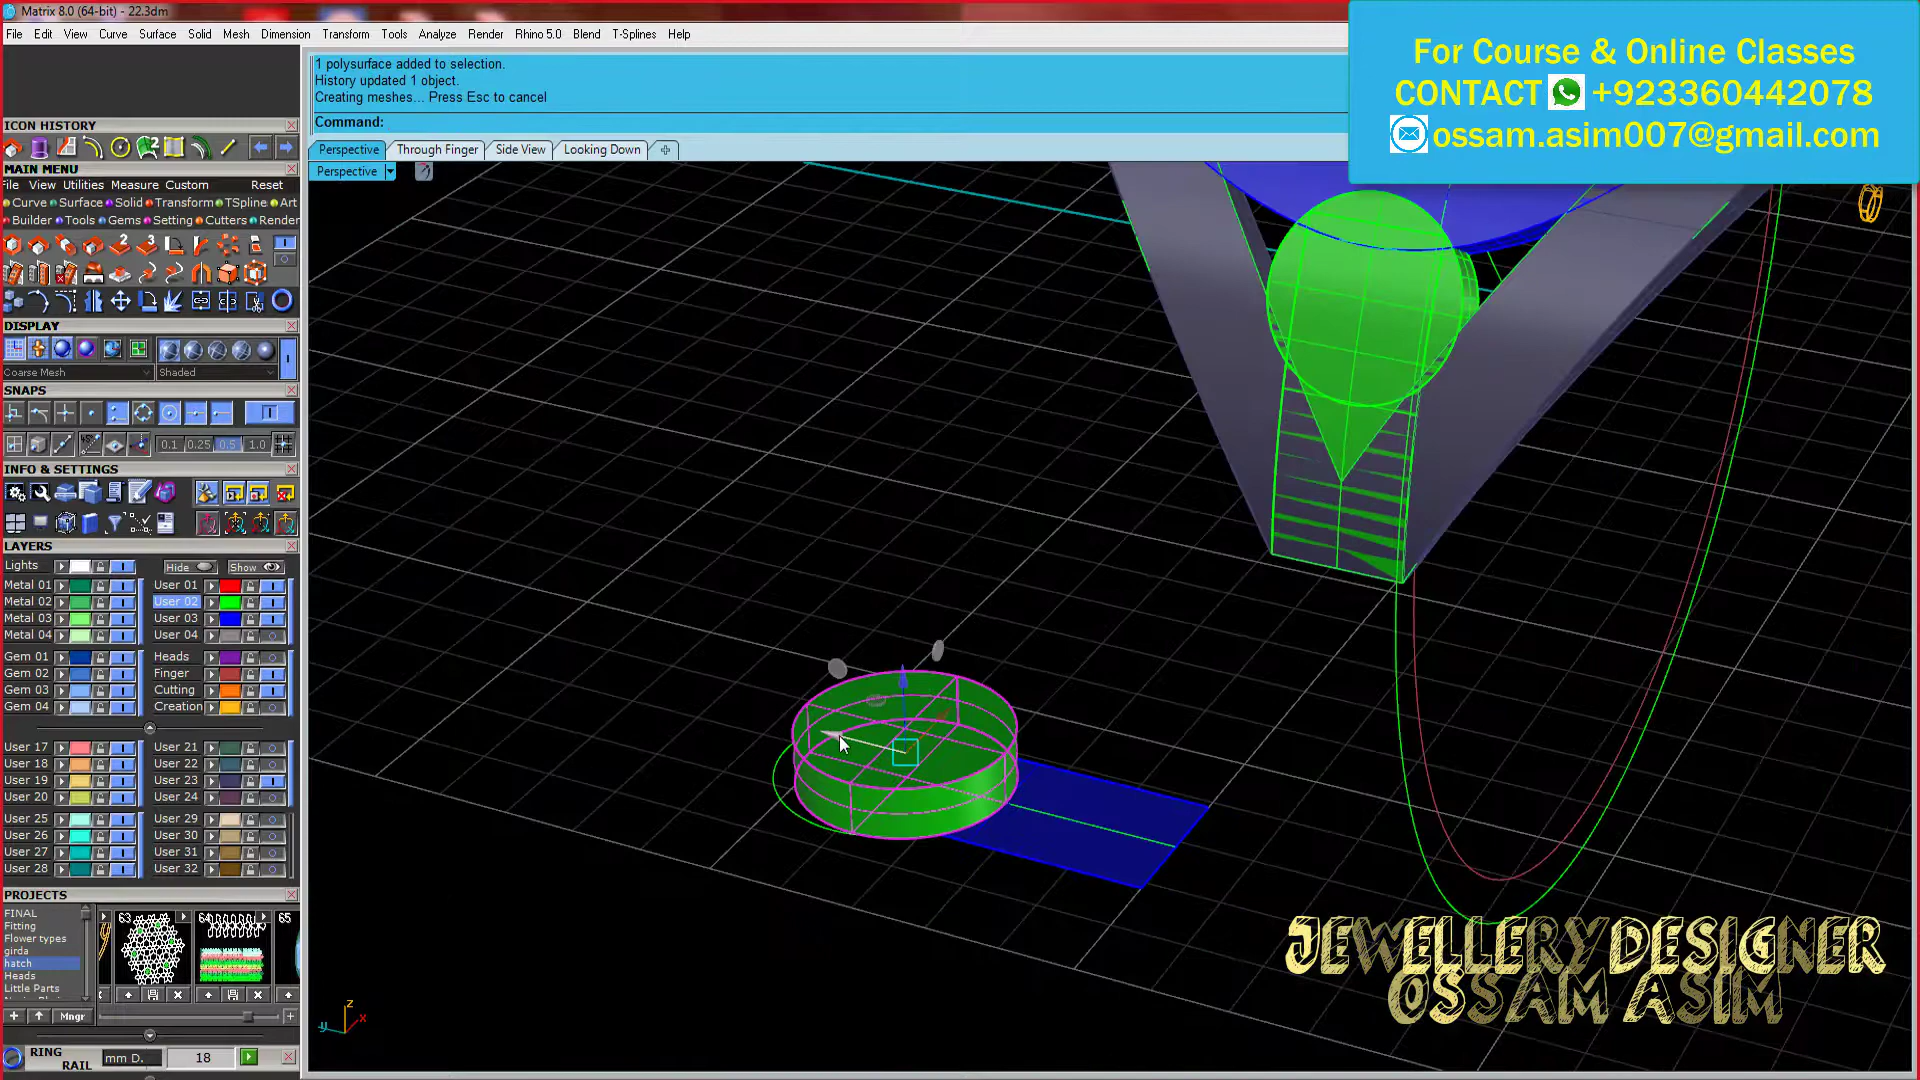 Matrix 8.0 (64-bit) - 22.3dm
File Edit View Curve Surface Solid Mesh Dimension Transform Tools Analyze Render Rhino 5.0 Blend T-Splines Help
1 polysurface added to selection.
History updated 1 object.
Creating meshes... Press Esc to cancel
Command:
Perspective Through Finger Side View Looking Down
Perspective
For Course & Online Classes
CONTACT +923360442078
ossam.asim007@gmail.com
ICON HISTORY
MAIN MENU
File View Utilities Measure Custom Reset
Curve Surface Solid Transform TSpline Art
Builder Tools Gems Setting Cutters Render
DISPLAY
Coarse Mesh Shaded
SNAPS
0.1 0.25 0.5 1.0
INFO & SETTINGS
LAYERS
Lights Hide Show
Metal 01 User 01
Metal 02 User 02
Metal 03 User 03
Metal 04 User 04
Gem 01 Heads
Gem 02 Finger
Gem 03 Cutting
Gem 04 Creation
User 17 User 21
User 18 User 22
User 19 User 23
User 20 User 24
User 25 User 29
User 26 User 30
User 27 User 31
User 28 User 32
PROJECTS
FINAL
Fitting
Flower types
girda
hatch
Heads
Little Parts
63 64 65
Mngr
RING RAIL mm D. 18
z
y x
JEWELLERY DESIGNER
OSSAM ASIM